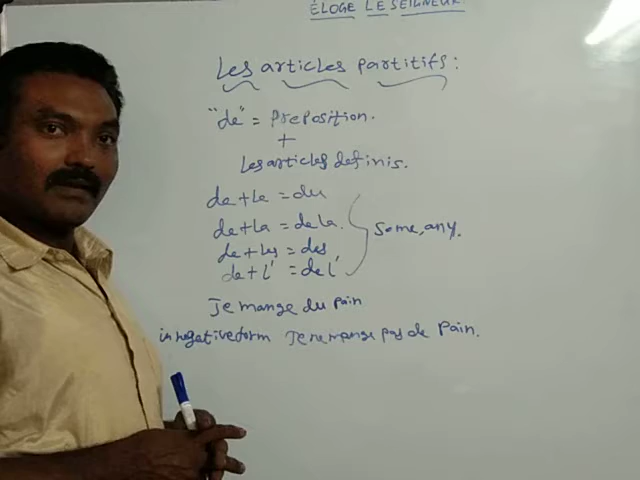 ÉLOGE LE SEIGNEUR
Les articles partitifs:
"de" = preposition.
+
Les articles definis.
de + Le = du
de + La = de La.
de + Les = des
de + L' = de L'
Some, any.
Je mange du pain
in negative form Je ne mange pas de Pain.